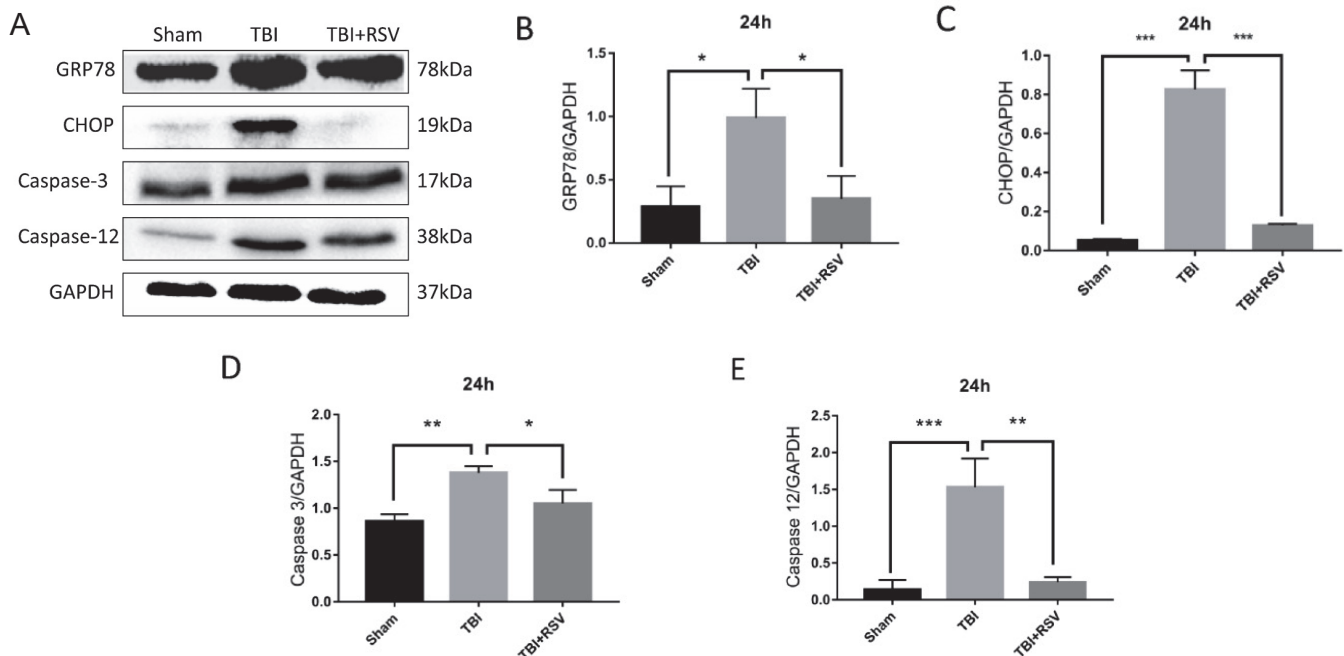 A
Sham TBI TBI+RSV
GRP78 78kDa
CHOP 19kDa
Caspase-3 17kDa
Caspase-12 38kDa
GAPDH 37kDa
B
24h
GRP78/GAPDH
1.5
1.0
0.5
0.0
* *
Sham TBI TBI+RSV
C
24h
CHOP/GAPDH
1.0
0.8
0.6
0.4
0.2
0.0
*** ***
Sham TBI TBI+RSV
D
24h
Caspase 3/GAPDH
2.0
1.5
1.0
0.5
0.0
** *
Sham TBI TBI+RSV
E
24h
Caspase 12/GAPDH
2.5
2.0
1.5
1.0
0.5
0.0
*** **
Sham TBI TBI+RSV